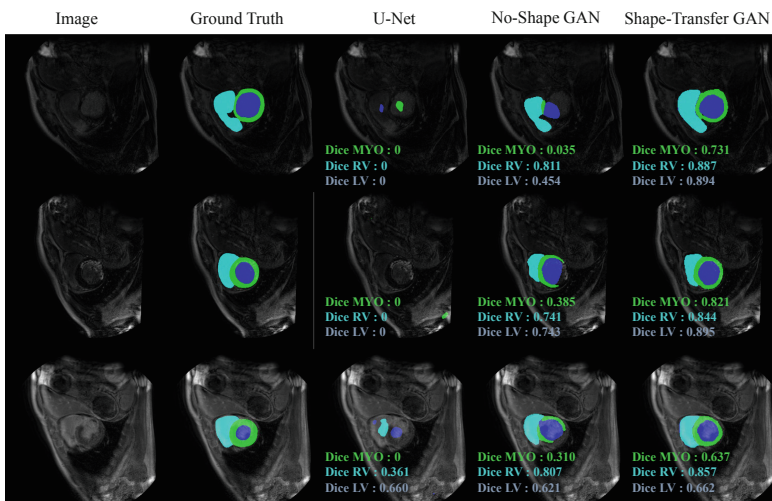 Image Ground Truth U-Net No-Shape GAN Shape-Transfer GAN
Dice MYO : 0 Dice MYO : 0.035 Dice MYO : 0.731
Dice RV : 0 Dice RV : 0.811 Dice RV : 0.887
Dice LV : 0 Dice LV : 0.454 Dice LV : 0.894
Dice MYO : 0 Dice MYO : 0.385 Dice MYO : 0.821
Dice RV : 0 Dice RV : 0.741 Dice RV : 0.844
Dice LV : 0 Dice LV : 0.743 Dice LV : 0.895
Dice MYO : 0 Dice MYO : 0.310 Dice MYO : 0.637
Dice RV : 0.361 Dice RV : 0.807 Dice RV : 0.857
Dice LV : 0.660 Dice LV : 0.621 Dice LV : 0.662